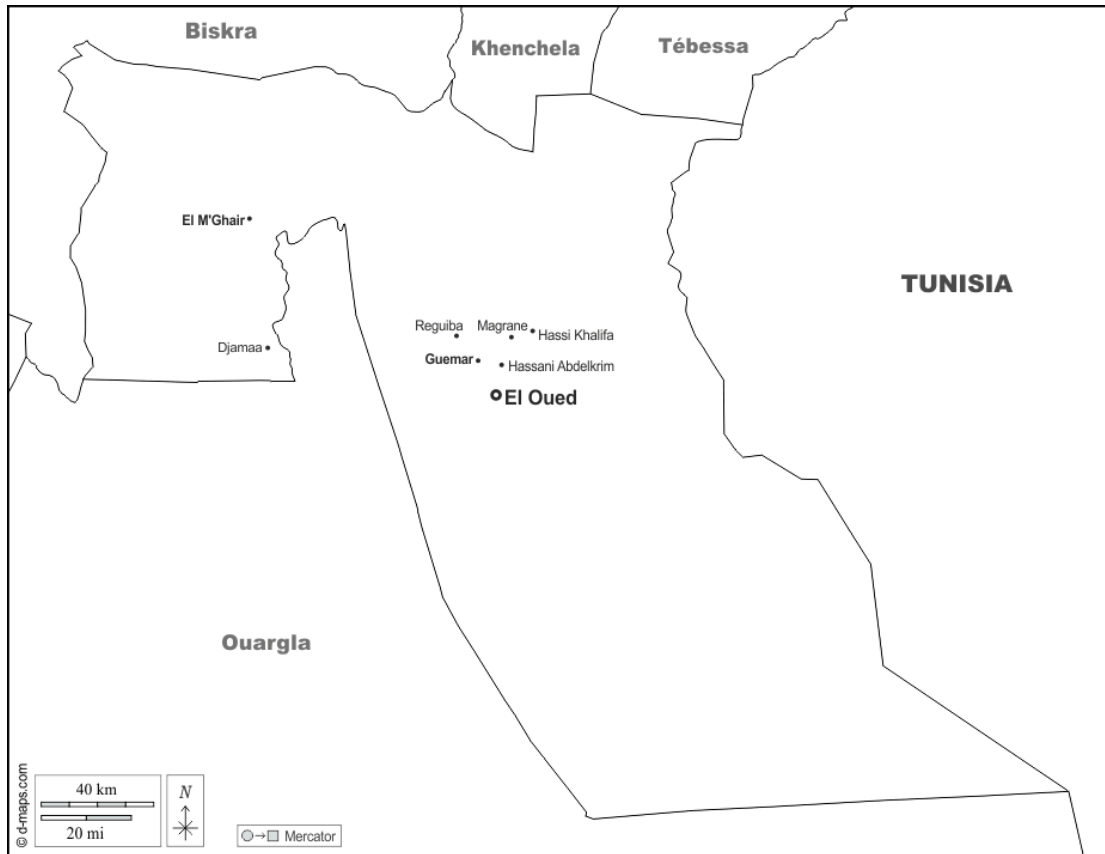 Biskra
Khenchela
Tébessa
El M'Ghair
TUNISIA
Reguiba
Magrane
Hassi Khalifa
Djamaa
Guemar
Hassani Abdelkrim
El Oued
Ouargla
© d-maps.com
40 km
20 mi
N
Mercator